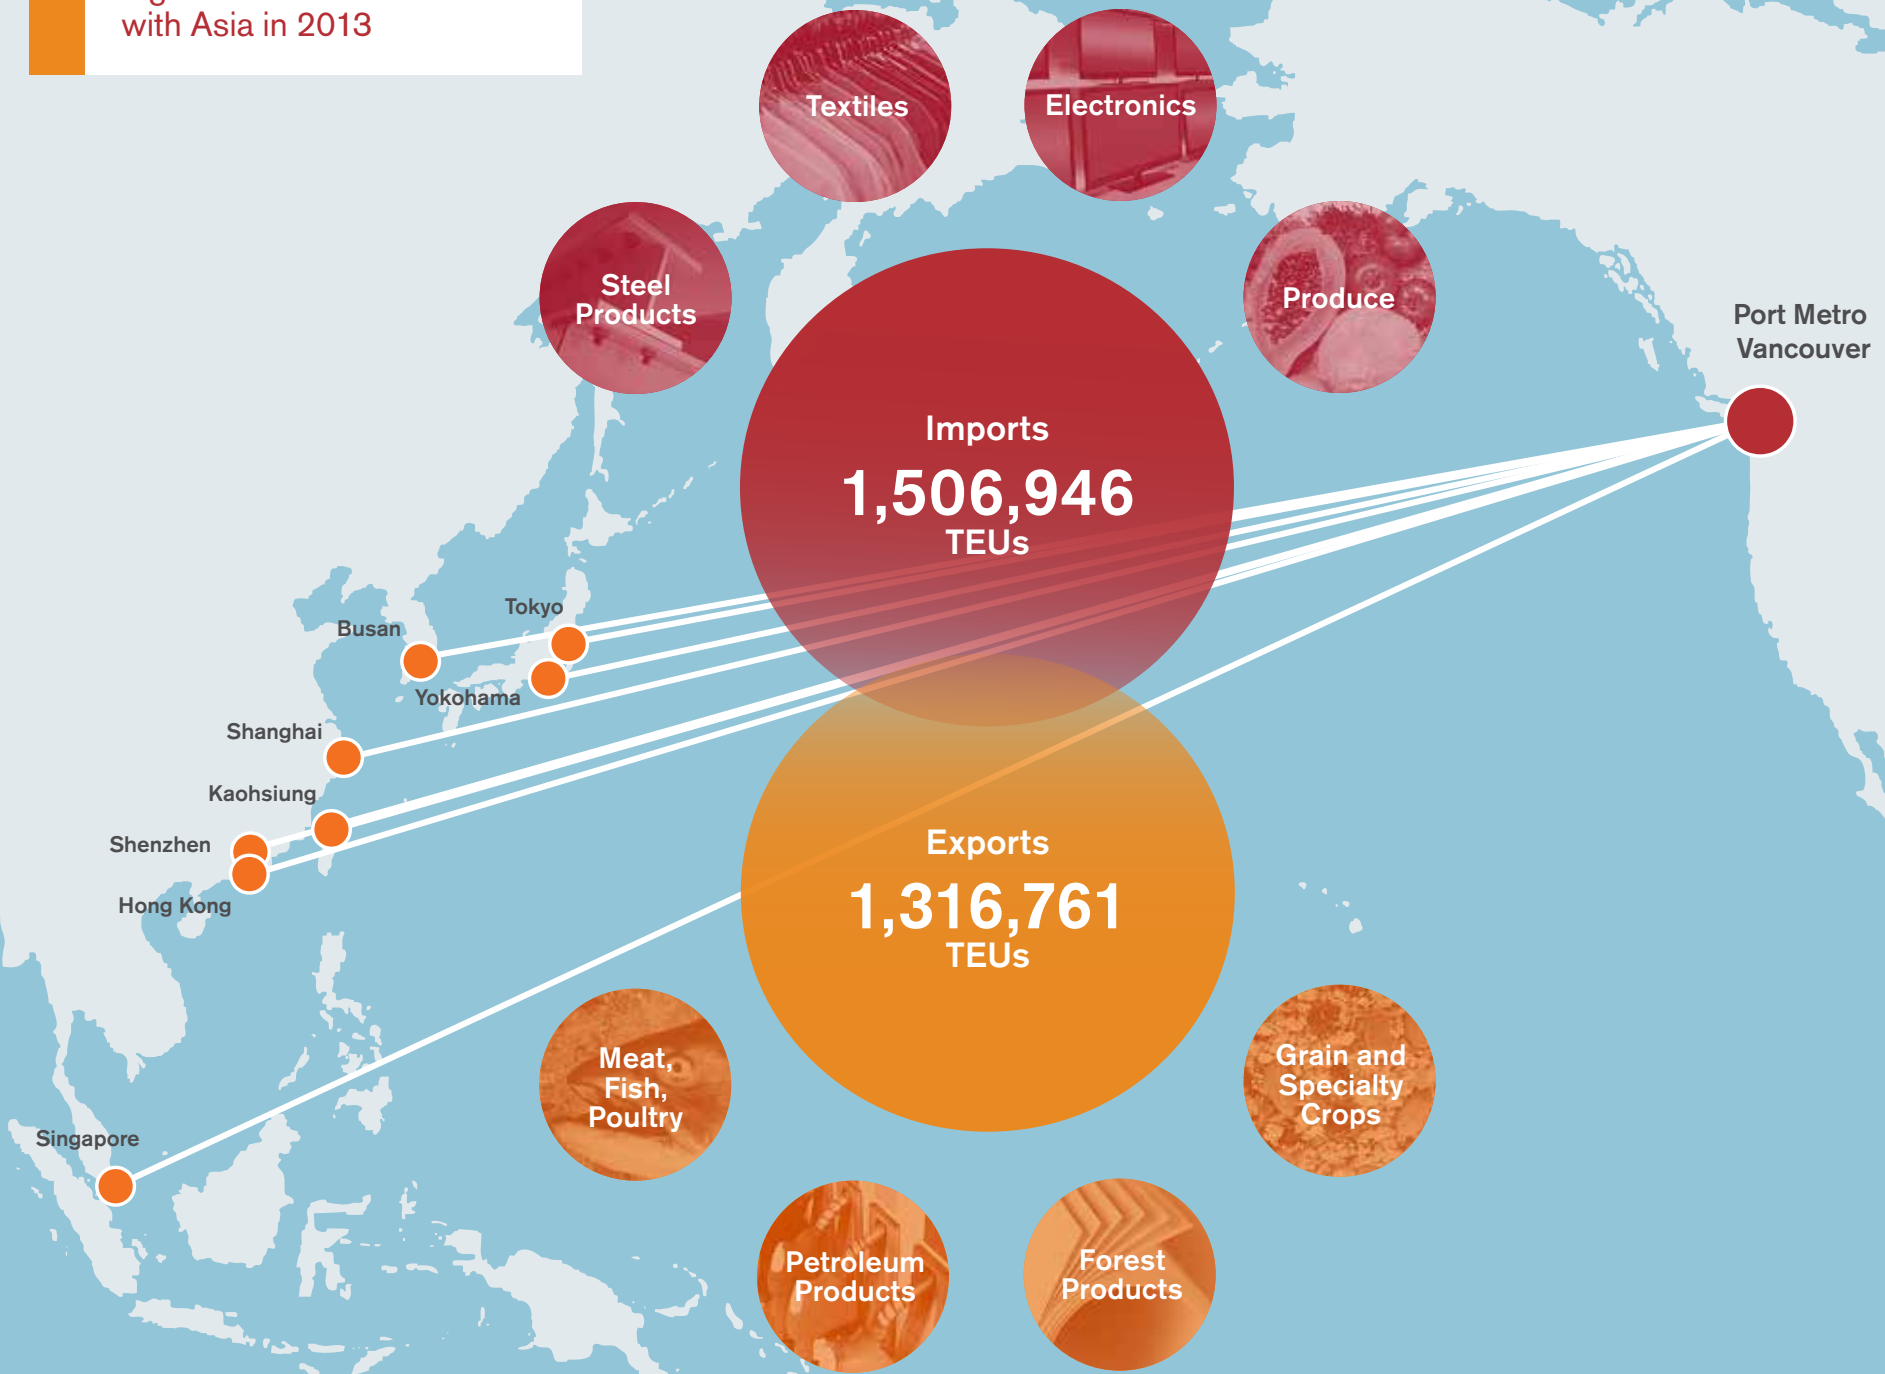 with Asia in 2013
Textiles
Electronics
Steel
Products
Produce
Port Metro
Vancouver
Imports
1,506,946
TEUs
Tokyo
Busan
Yokohama
Shanghai
Kaohsiung
Shenzhen
Hong Kong
Exports
1,316,761
TEUs
Meat,
Fish,
Poultry
Grain and
Specialty
Crops
Singapore
Petroleum
Products
Forest
Products